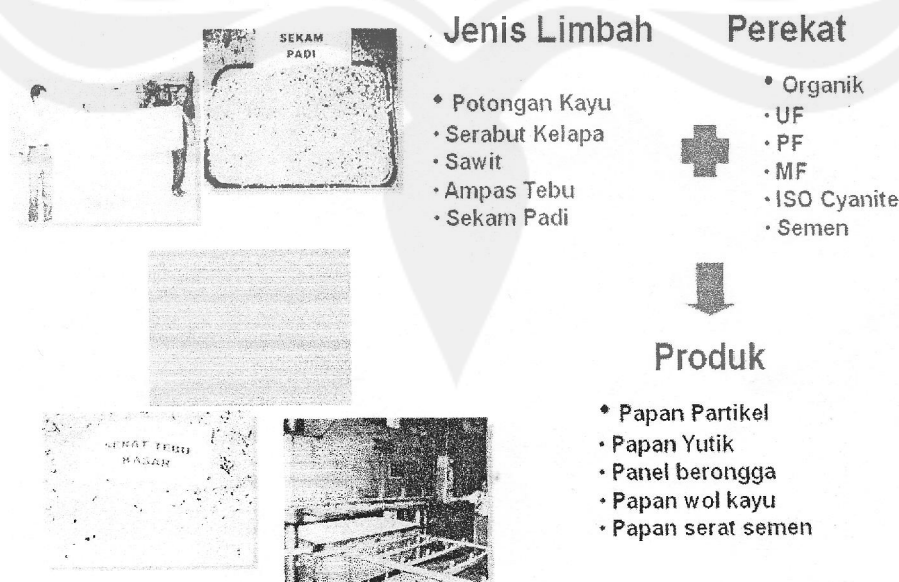 SEKAM
PADI
Jenis Limbah
• Potongan Kayu
• Serabut Kelapa
• Sawit
• Ampas Tebu
• Sekam Padi
Perekat
• Organik
• UF
• PF
• MF
• ISO Cyanite
• Semen
Produk
• Papan Partikel
• Papan Yutik
• Panel berongga
• Papan wol kayu
• Papan serat semen
SERAT TEBU
KASAR